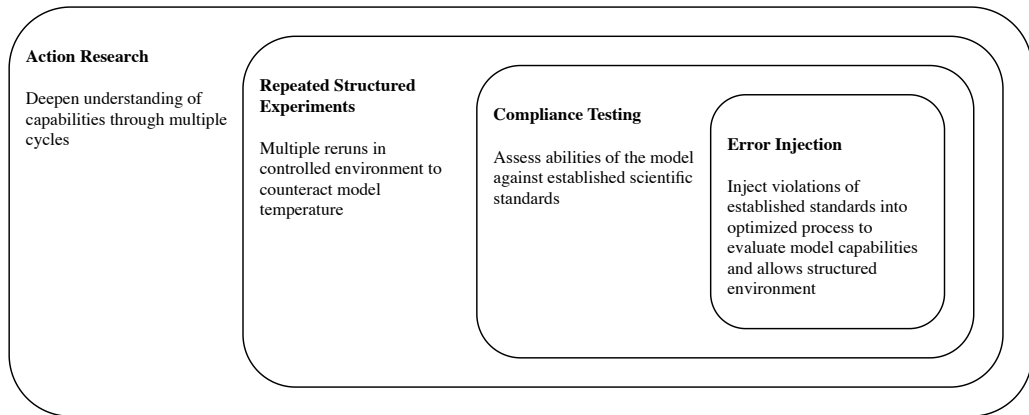 Action Research
Deepen understanding of
capabilities through multiple
cycles
Repeated Structured
Experiments
Multiple reruns in
controlled environment to
counteract model
temperature
Compliance Testing
Assess abilities of the model
against established scientific
standards
Error Injection
Inject violations of
established standards into
optimized process to
evaluate model capabilities
and allows structured
environment